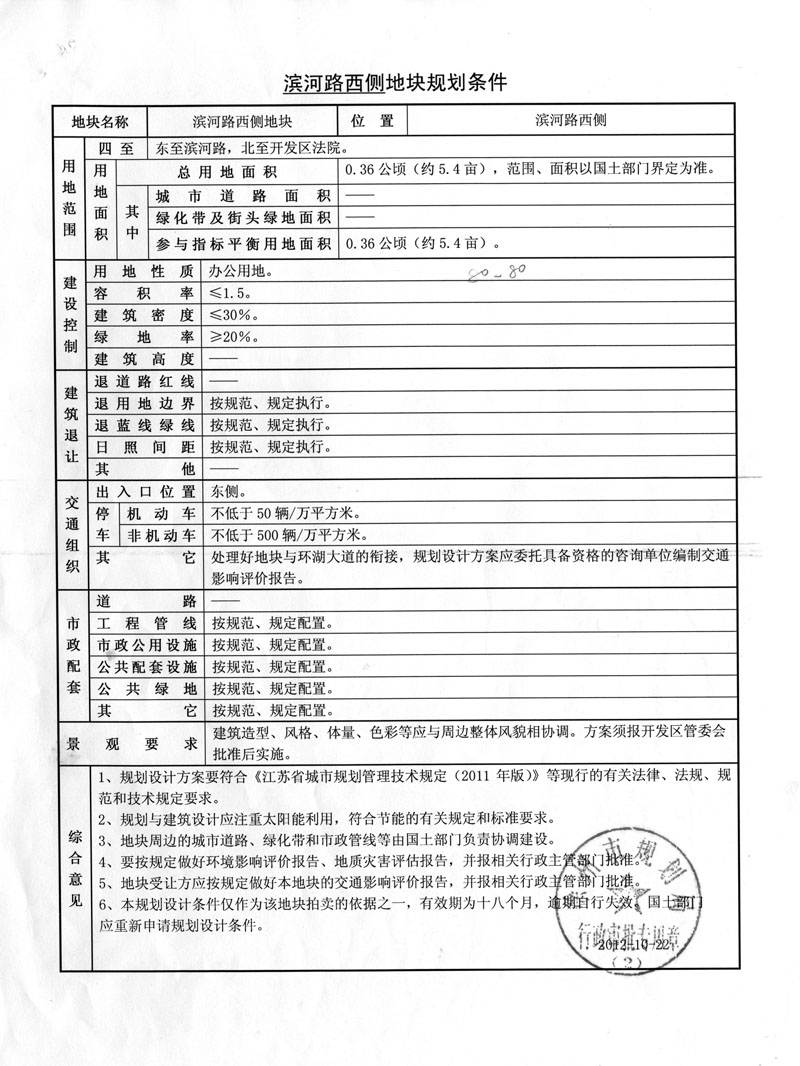 滨河路西侧地块规划条件
地块名称 滨河路西侧地块 位置 滨河路西侧
用地范围 四至 东至滨河路，北至开发区法院。
用地面积 总用地面积 0.36公顷（约5.4亩），范围、面积以国土部门界定为准。
其中 城市道路面积 ——
绿化带及街头绿地面积 ——
参与指标平衡用地面积 0.36公顷（约5.4亩）。
建设控制 用地性质 办公用地。 80-80
容积率 ≤1.5。
建筑密度 ≤30%。
绿地率 ≥20%。
建筑高度 ——
建筑退让 退道路红线 ——
退用地边界 按规范、规定执行。
退蓝线绿线 按规范、规定执行。
日照间距 按规范、规定执行。
其他 ——
交通组织 出入口位置 东侧。
停车 机动车 不低于50辆/万平方米。
非机动车 不低于500辆/万平方米。
其它 处理好地块与环湖大道的衔接，规划设计方案应委托具备资格的咨询单位编制交通
影响评价报告。
市政配套 道路 ——
工程管线 按规范、规定配置。
市政公用设施 按规范、规定配置。
公共配套设施 按规范、规定配置。
公共绿地 按规范、规定配置。
其它 按规范、规定配置。
景观要求 建筑造型、风格、体量、色彩等应与周边整体风貌相协调。方案须报开发区管委会
批准后实施。
综合意见 1、规划设计方案要符合《江苏省城市规划管理技术规定（2011年版）》等现行的有关法律、法规、规
范和技术规定要求。
2、规划与建筑设计应注重太阳能利用，符合节能的有关规定和标准要求。
3、地块周边的城市道路、绿化带和市政管线等由国土部门负责协调建设。
4、要按规定做好环境影响评价报告、地质灾害评估报告，并报相关行政主管部门批准。
5、地块受让方应按规定做好本地块的交通影响评价报告，并报相关行政主管部门批准。
6、本规划设计条件仅作为该地块拍卖的依据之一，有效期为十八个月，逾期自行失效。国土部门
应重新申请规划设计条件。
州市规划局
行政审批专用章
2012-10-22
(2)